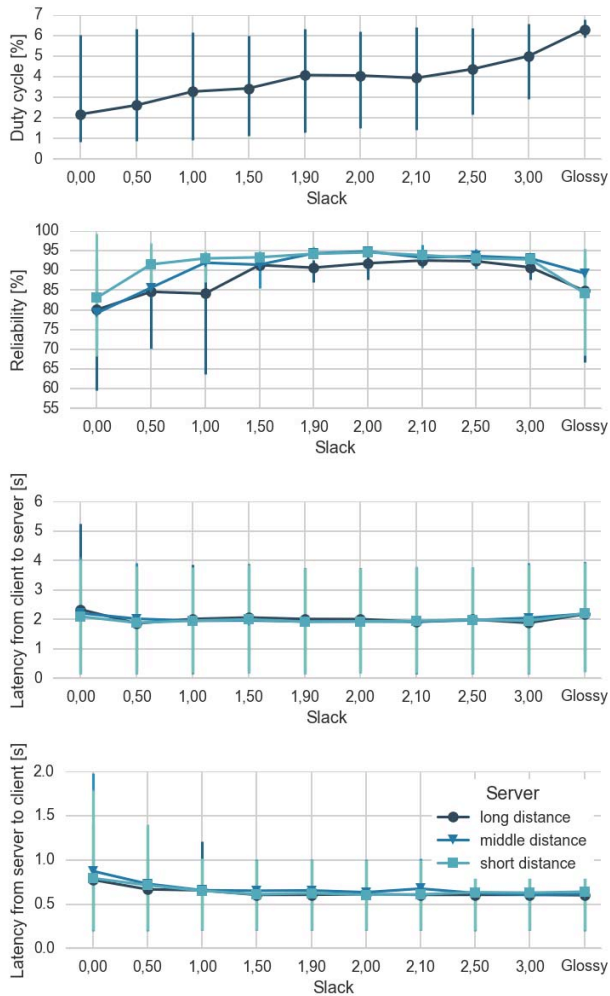 Duty cycle [%]
7
6
5
4
3
2
1
0
0,00 0,50 1,00 1,50 1,90 2,00 2,10 2,50 3,00 Glossy
Slack
Reliability [%]
100
95
90
85
80
75
70
65
60
55
0,00 0,50 1,00 1,50 1,90 2,00 2,10 2,50 3,00 Glossy
Slack
Latency from client to server [s]
6
5
4
3
2
1
0
0,00 0,50 1,00 1,50 1,90 2,00 2,10 2,50 3,00 Glossy
Slack
Latency from server to client [s]
2.0
1.5
1.0
0.5
0.0
Server
long distance
middle distance
short distance
0,00 0,50 1,00 1,50 1,90 2,00 2,10 2,50 3,00 Glossy
Slack